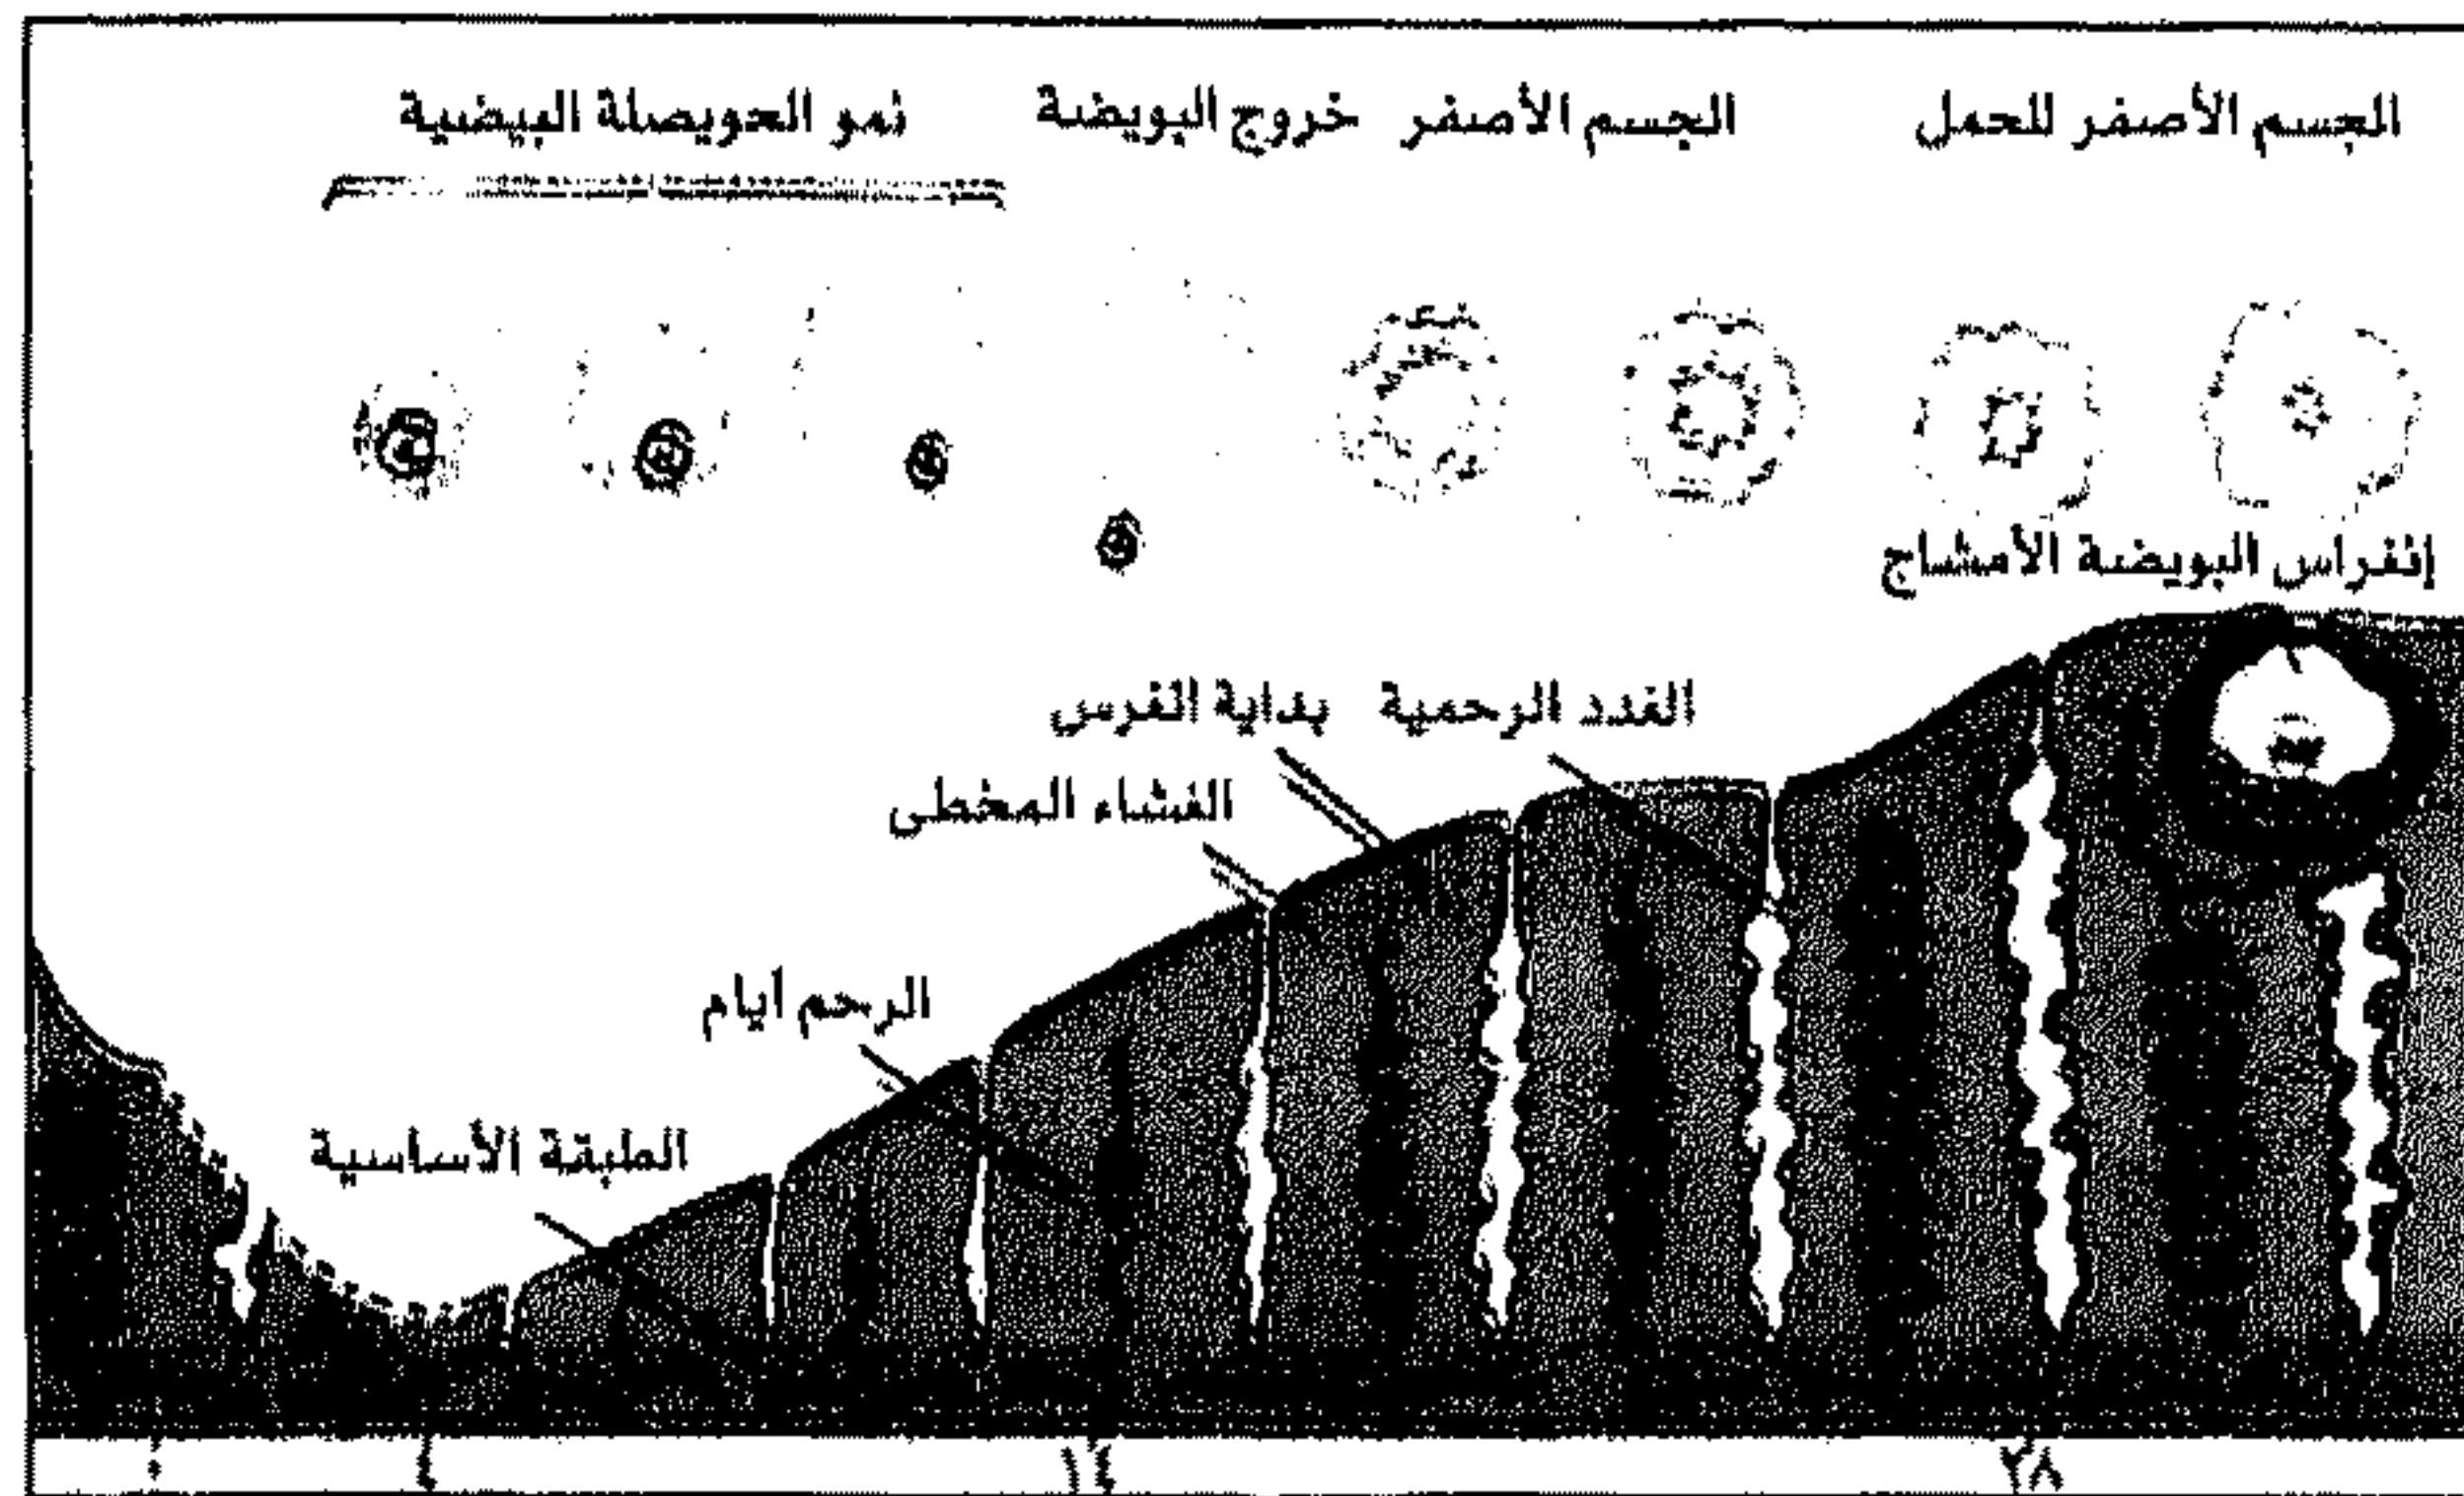 الجسم الأصفر للحمل
الجسم الأصفر
خروج البويضة
نمو الحويصلة البيضية
إنغراس البويضة الأمشاج
الغدد الرحمية
بداية الغرس
الغشاء المخطى
الرحم أيام
الطبقة الأساسية
٠ ٤ ١٤ ٢٨